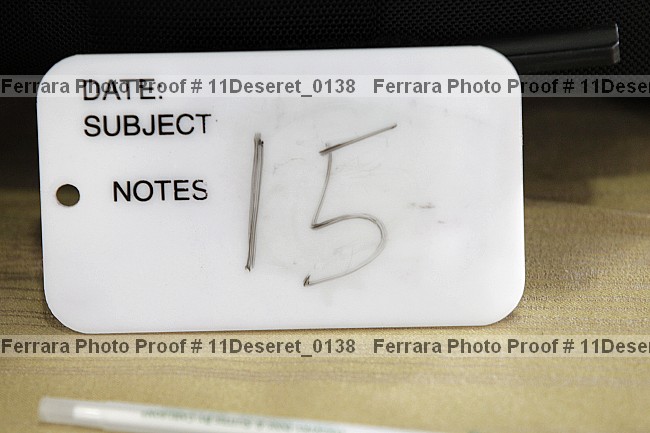 Ferrara Photo Proof # 11Deseret_0138 Ferrara Photo Proof # 11Deser
DATE:
SUBJECT
NOTES
15
Ferrara Photo Proof # 11Deseret_0138 Ferrara Photo Proof # 11Deser